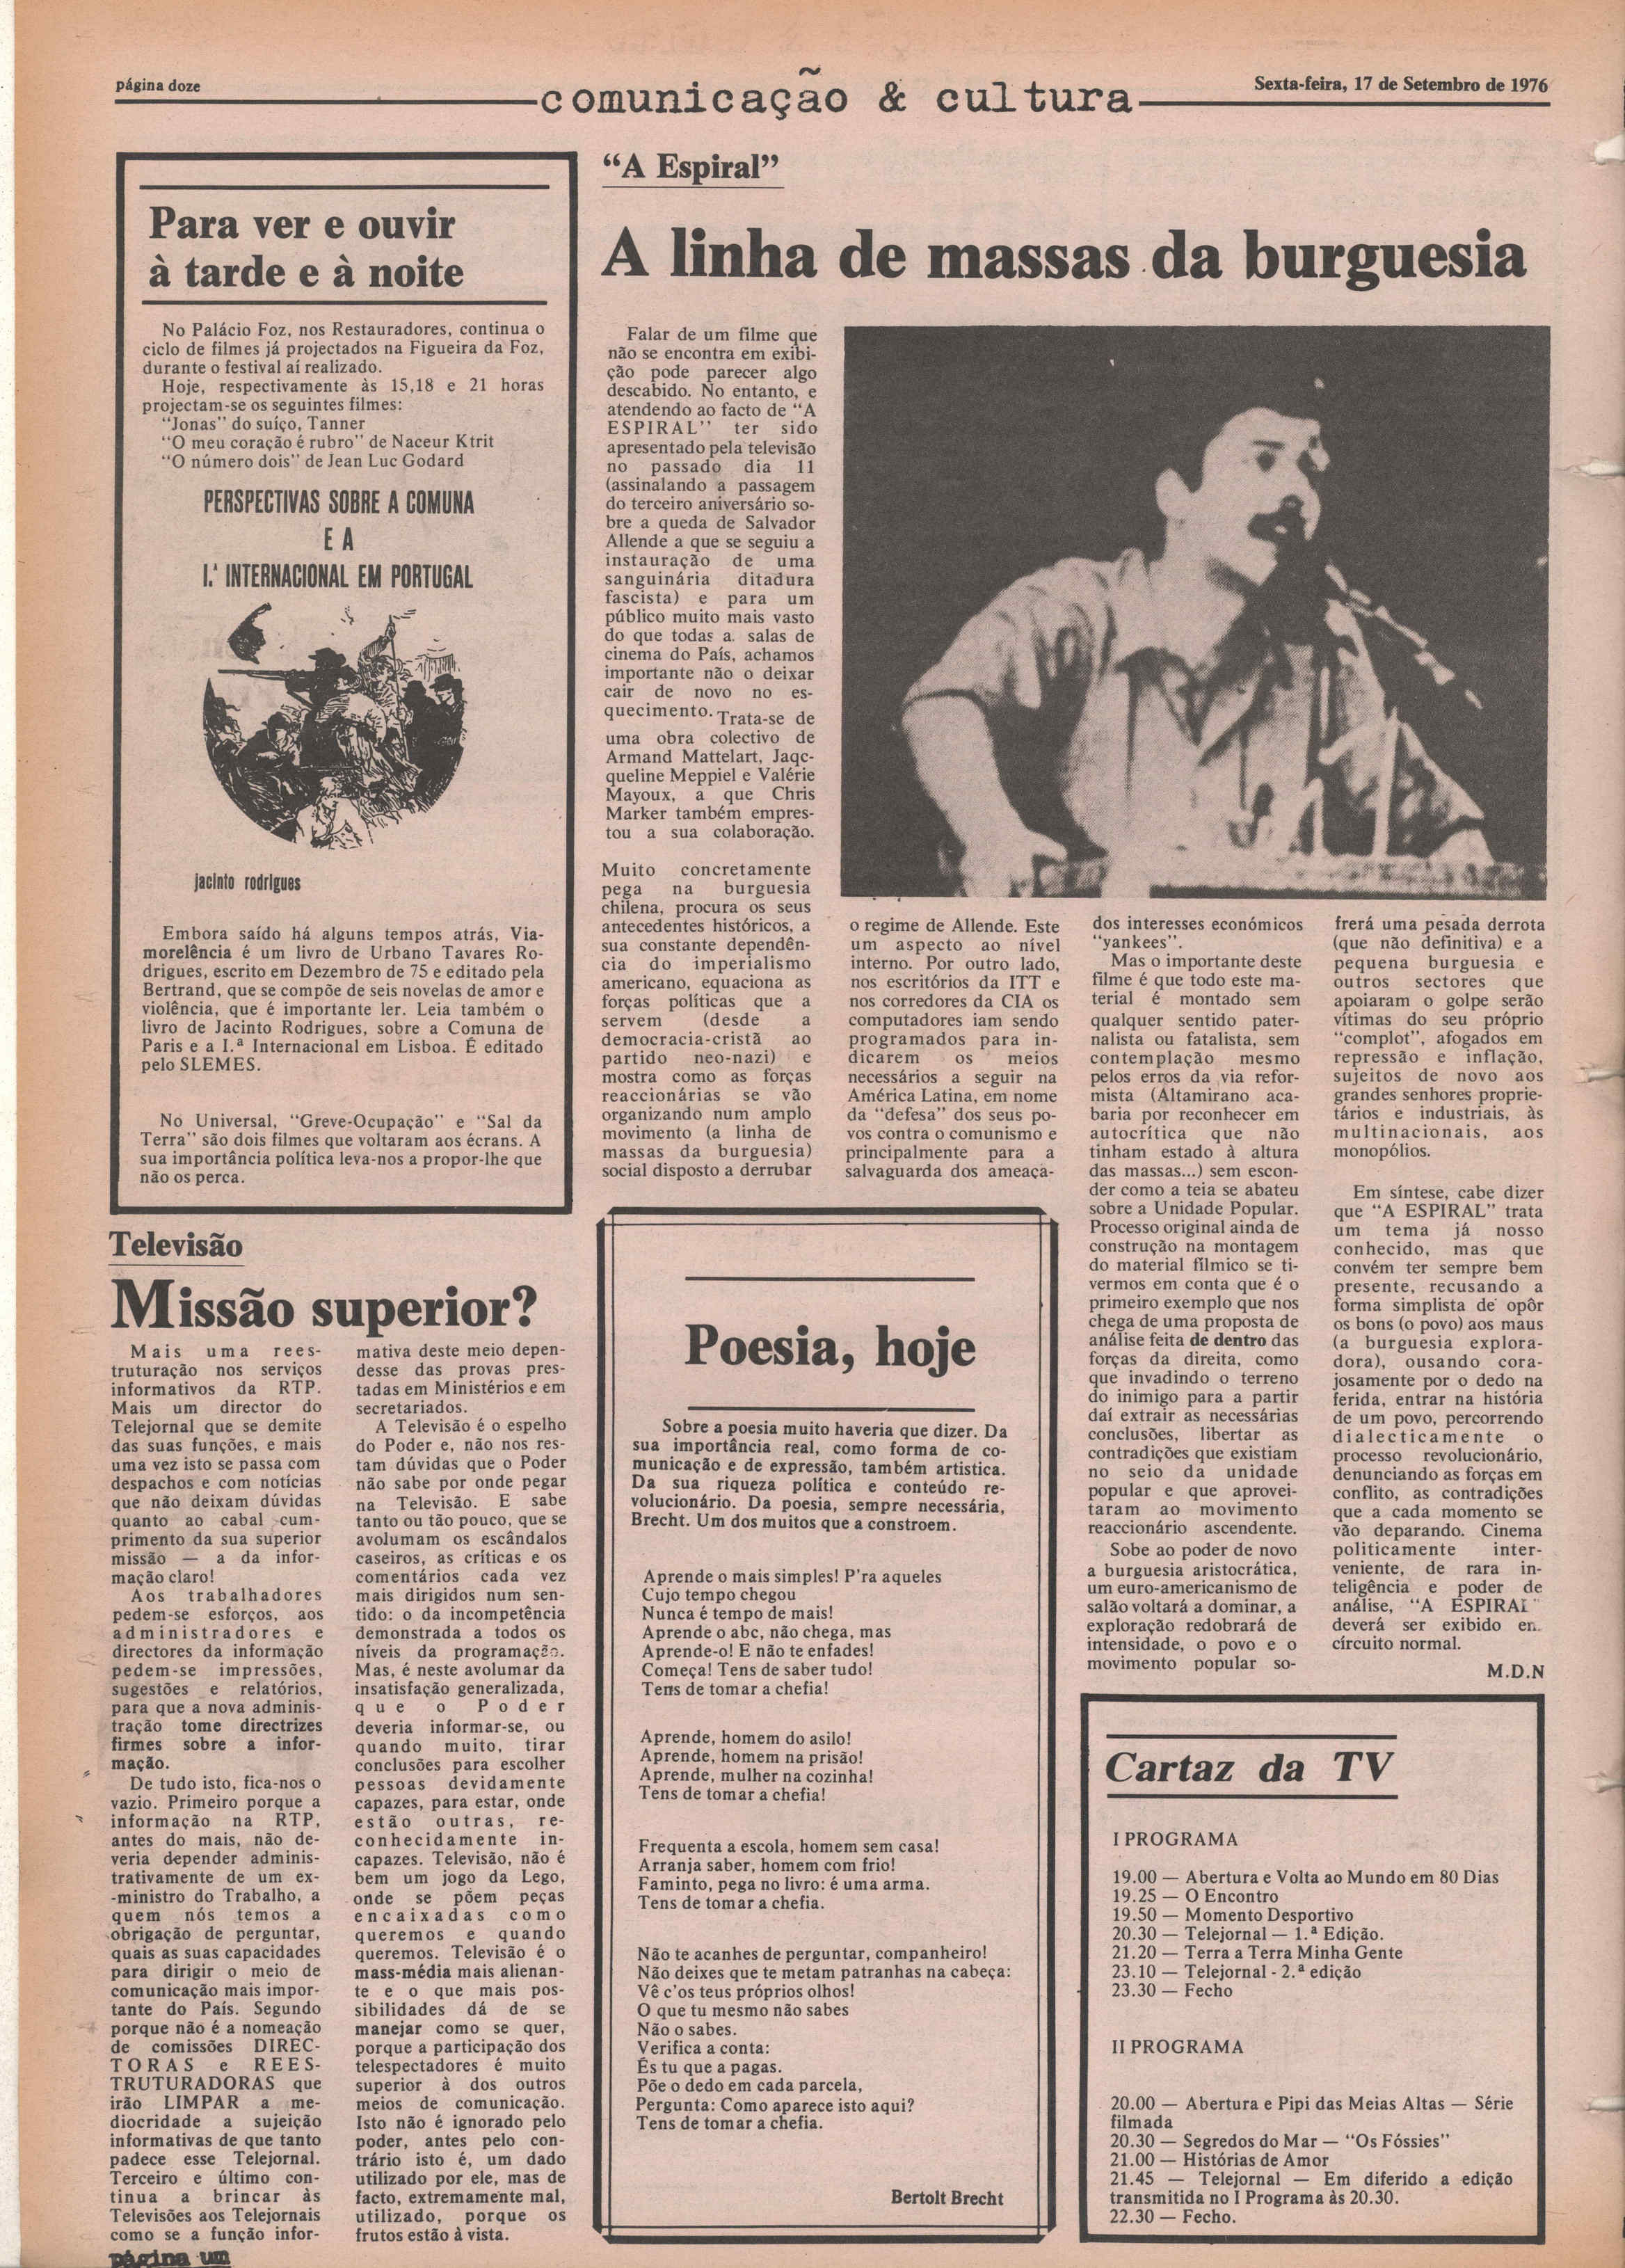 página doze
comunicação & cultura
Sexta-feira, 17 de Setembro de 1976
Para ver e ouvir
à tarde e à noite
No Palácio Foz, nos Restauradores, continua o
ciclo de filmes já projectados na Figueira da Foz,
durante o festival aí realizado.
Hoje, respectivamente às 15,18 e 21 horas
projectam-se os seguintes filmes:
"Jonas" do suíço, Tanner
"O meu coração é rubro" de Naceur Ktrit
"O número dois" de Jean Luc Godard
PERSPECTIVAS SOBRE A COMUNA
E A
I.ª INTERNACIONAL EM PORTUGAL
jacinto rodrigues
Embora saído há alguns tempos atrás, Via-
morelência é um livro de Urbano Tavares Ro-
drigues, escrito em Dezembro de 75 e editado pela
Bertrand, que se compõe de seis novelas de amor e
violência, que é importante ler. Leia também o
livro de Jacinto Rodrigues, sobre a Comuna de
Paris e a I.ª Internacional em Lisboa. É editado
pelo SLEMES.
No Universal, "Greve-Ocupação" e "Sal da
Terra" são dois filmes que voltaram aos écrans. A
sua importância política leva-nos a propor-lhe que
não os perca.
"A Espiral"
A linha de massas da burguesia
Falar de um filme que
não se encontra em exibi-
ção pode parecer algo
descabido. No entanto, e
atendendo ao facto de "A
ESPIRAL" ter sido
apresentado pela televisão
no passado dia 11
(assinalando a passagem
do terceiro aniversário so-
bre a queda de Salvador
Allende a que se seguiu a
instauração de uma
sanguinária ditadura
fascista) e para um
público muito mais vasto
do que todas a. salas de
cinema do País, achamos
importante não o deixar
cair de novo no es-
quecimento. Trata-se de
uma obra colectivo de
Armand Mattelart, Jaqc-
queline Meppiel e Valérie
Mayoux, a que Chris
Marker também empres-
tou a sua colaboração.
Muito concretamente
pega na burguesia
chilena, procura os seus
antecedentes históricos, a
sua constante dependên-
cia do imperialismo
americano, equaciona as
forças políticas que a
servem (desde a
democracia-cristã ao
partido neo-nazi) e
mostra como as forças
reaccionárias se vão
organizando num amplo
movimento (a linha de
massas da burguesia)
social disposto a derrubar
o regime de Allende. Este
um aspecto ao nível
interno. Por outro lado,
nos escritórios da ITT e
nos corredores da CIA os
computadores iam sendo
programados para in-
dicarem os meios
necessários a seguir na
América Latina, em nome
da "defesa" dos seus po-
vos contra o comunismo e
principalmente para a
salvaguarda dos ameaça-
dos interesses económicos
"yankees".
Mas o importante deste
filme é que todo este ma-
terial é montado sem
qualquer sentido pater-
nalista ou fatalista, sem
contemplação mesmo
pelos erros da via refor-
mista (Altamirano aca-
baria por reconhecer em
autocrítica que não
tinham estado à altura
das massas...) sem escon-
der como a teia se abateu
sobre a Unidade Popular.
Processo original ainda de
construção na montagem
do material fílmico se ti-
vermos em conta que é o
primeiro exemplo que nos
chega de uma proposta de
análise feita de dentro das
forças da direita, como
que invadindo o terreno
do inimigo para a partir
daí extrair as necessárias
conclusões, libertar as
contradições que existiam
no seio da unidade
popular e que aprovei-
taram ao movimento
reaccionário ascendente.
Sobe ao poder de novo
a burguesia aristocrática,
um euro-americanismo de
salão voltará a dominar, a
exploração redobrará de
intensidade, o povo e o
movimento popular so-
frerá uma pesada derrota
(que não definitiva) e a
pequena burguesia e
outros sectores que
apoiaram o golpe serão
vítimas do seu próprio
"complot", afogados em
repressão e inflação,
sujeitos de novo aos
grandes senhores proprie-
tários e industriais, às
multinacionais, aos
monopólios.
Em síntese, cabe dizer
que "A ESPIRAL" trata
um tema já nosso
conhecido, mas que
convém ter sempre bem
presente, recusando a
forma simplista de opôr
os bons (o povo) aos maus
(a burguesia explora-
dora), ousando cora-
josamente por o dedo na
ferida, entrar na história
de um povo, percorrendo
dialecticamente o
processo revolucionário,
denunciando as forças em
conflito, as contradições
que a cada momento se
vão deparando. Cinema
politicamente inter-
veniente, de rara in-
teligência e poder de
análise, "A ESPIRAL"
deverá ser exibido en.
círcuito normal.
M.D.N
Televisão
Missão superior?
Mais uma rees-
truturação nos serviços
informativos da RTP.
Mais um director do
Telejornal que se demite
das suas funções, e mais
uma vez isto se passa com
despachos e com notícias
que não deixam dúvidas
quanto ao cabal cum-
primento da sua superior
missão — a da infor-
mação claro!
Aos trabalhadores
pedem-se esforços, aos
administradores e
directores da informação
pedem-se impressões,
sugestões e relatórios,
para que a nova adminis-
tração tome directrizes
firmes sobre a infor-
mação.
De tudo isto, fica-nos o
vazio. Primeiro porque a
informação na RTP,
antes do mais, não de-
veria depender adminis-
trativamente de um ex-
-ministro do Trabalho, a
quem nós temos a
obrigação de perguntar,
quais as suas capacidades
para dirigir o meio de
comunicação mais impor-
tante do País. Segundo
porque não é a nomeação
de comissões DIREC-
TORAS e REES-
TRUTURADORAS que
irão LIMPAR a me-
diocridade a sujeição
informativas de que tanto
padece esse Telejornal.
Terceiro e último con-
tinua a brincar às
Televisões aos Telejornais
como se a função infor-
mativa deste meio depen-
desse das provas pres-
tadas em Ministérios e em
secretariados.
A Televisão é o espelho
do Poder e, não nos res-
tam dúvidas que o Poder
não sabe por onde pegar
na Televisão. E sabe
tanto ou tão pouco, que se
avolumam os escândalos
caseiros, as críticas e os
comentários cada vez
mais dirigidos num sen-
tido: o da incompetência
demonstrada a todos os
níveis da programação.
Mas, é neste avolumar da
insatisfação generalizada,
que o Poder
deveria informar-se, ou
quando muito, tirar
conclusões para escolher
pessoas devidamente
capazes, para estar, onde
estão outras, re-
conhecidamente in-
capazes. Televisão, não é
bem um jogo da Lego,
onde se põem peças
encaixadas como
queremos e quando
queremos. Televisão é o
mass-média mais alienan-
te e o que mais pos-
sibilidades dá de se
manejar como se quer,
porque a participação dos
telespectadores é muito
superior à dos outros
meios de comunicação.
Isto não é ignorado pelo
poder, antes pelo con-
trário isto é, um dado
utilizado por ele, mas de
facto, extremamente mal,
utilizado, porque os
frutos estão à vista.
Poesia, hoje
Sobre a poesia muito haveria que dizer. Da
sua importância real, como forma de co-
municação e de expressão, também artistica.
Da sua riqueza política e conteúdo re-
volucionário. Da poesia, sempre necessária,
Brecht. Um dos muitos que a constroem.
Aprende o mais simples! P'ra aqueles
Cujo tempo chegou
Nunca é tempo de mais!
Aprende o abc, não chega, mas
Aprende-o! E não te enfades!
Começa! Tens de saber tudo!
Tens de tomar a chefia!
Aprende, homem do asilo!
Aprende, homem na prisão!
Aprende, mulher na cozinha!
Tens de tomar a chefia!
Frequenta a escola, homem sem casa!
Arranja saber, homem com frio!
Faminto, pega no livro: é uma arma.
Tens de tomar a chefia.
Não te acanhes de perguntar, companheiro!
Não deixes que te metam patranhas na cabeça:
Vê c'os teus próprios olhos!
O que tu mesmo não sabes
Não o sabes.
Verifica a conta:
És tu que a pagas.
Põe o dedo em cada parcela,
Pergunta: Como aparece isto aqui?
Tens de tomar a chefia.
Bertolt Brecht
Cartaz da TV
I PROGRAMA
19.00 — Abertura e Volta ao Mundo em 80 Dias
19.25 — O Encontro
19.50 — Momento Desportivo
20.30 — Telejornal — 1.ª Edição.
21.20 — Terra a Terra Minha Gente
23.10 — Telejornal - 2.ª edição
23.30 — Fecho
II PROGRAMA
20.00 — Abertura e Pipi das Meias Altas — Série
filmada
20.30 — Segredos do Mar — "Os Fóssies"
21.00 — Histórias de Amor
21.45 — Telejornal — Em diferido a edição
transmitida no I Programa às 20.30.
22.30 — Fecho.
página um